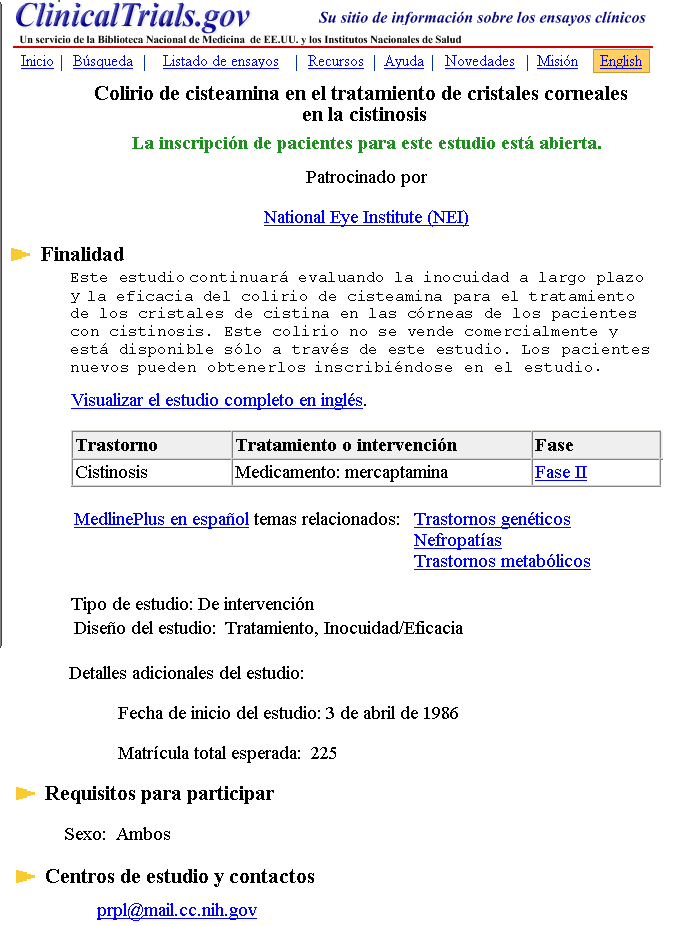 ClinicalTrials.gov Su sitio de información sobre los ensayos clínicos
Un servicio de la Biblioteca Nacional de Medicina de EE.UU. y los Institutos Nacionales de Salud
Inicio | Búsqueda | Listado de ensayos | Recursos | Ayuda | Novedades | Misión English
Colirio de cisteamina en el tratamiento de cristales corneales
en la cistinosis
La inscripción de pacientes para este estudio está abierta.
Patrocinado por
National Eye Institute (NEI)
Finalidad
Este estudio continuará evaluando la inocuidad a largo plazo
y la eficacia del colirio de cisteamina para el tratamiento
de los cristales de cistina en las córneas de los pacientes
con cistinosis. Este colirio no se vende comercialmente y
está disponible sólo a través de este estudio. Los pacientes
nuevos pueden obtenerlos inscribiéndose en el estudio.
Visualizar el estudio completo en inglés.
Trastorno Tratamiento o intervención Fase
Cistinosis Medicamento: mercaptamina Fase II
MedlinePlus en español temas relacionados: Trastornos genéticos
Nefropatías
Trastornos metabólicos
Tipo de estudio: De intervención
Diseño del estudio: Tratamiento, Inocuidad/Eficacia
Detalles adicionales del estudio:
Fecha de inicio del estudio: 3 de abril de 1986
Matrícula total esperada: 225
Requisitos para participar
Sexo: Ambos
Centros de estudio y contactos
prpl@mail.cc.nih.gov